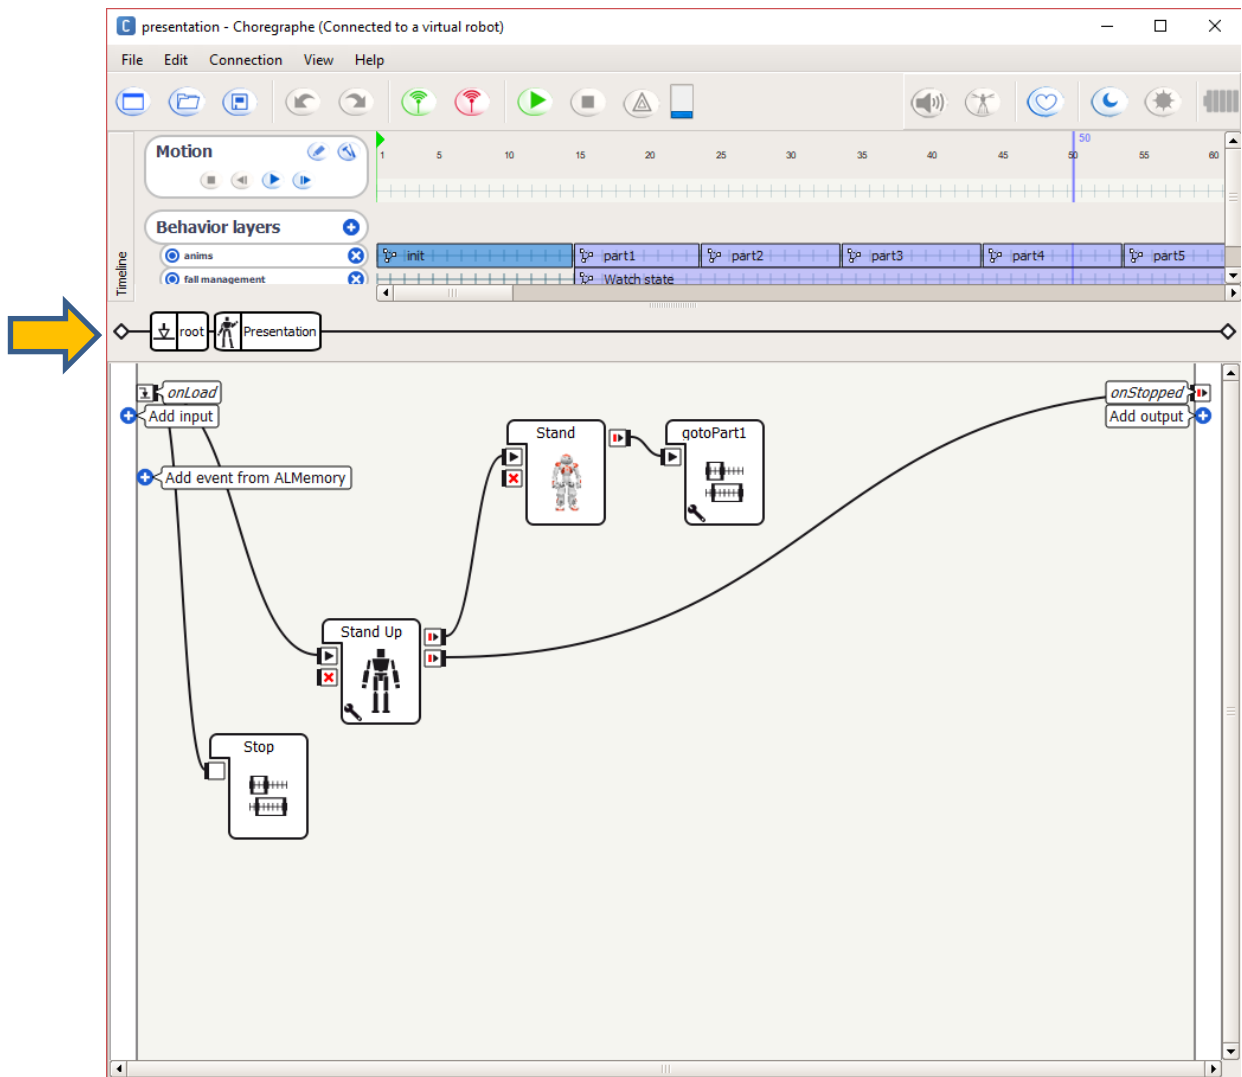 presentation - Choregraphe (Connected to a virtual robot)
File Edit Connection View Help
Motion
1 5 10 15 20 25 30 35 40 45 50 55 60
50
Behavior layers
anims
init part1 part2 part3 part4 part5
fall management
Watch state
Timeline
root Presentation
onLoad
onStopped
Add input
Add output
Add event from ALMemory
Stand
gotoPart1
Stand Up
Stop